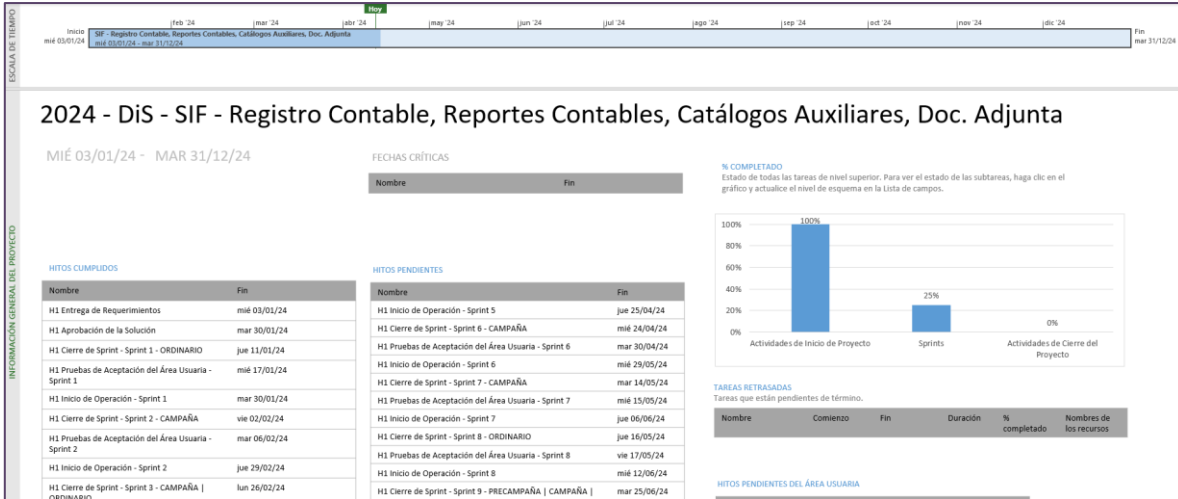 ESCALA DE TIEMPO
Hoy
feb '24 mar '24 abr '24 may '24 jun '24 jul '24 ago '24 sep '24 oct '24 nov '24 dic '24
Inicio
mié 03/01/24
SIF - Registro Contable, Reportes Contables, Catálogos Auxiliares, Doc. Adjunta
mié 03/01/24 - mar 31/12/24
Fin
mar 31/12/24
INFORMACIÓN GENERAL DEL PROYECTO
2024 - DiS - SIF - Registro Contable, Reportes Contables, Catálogos Auxiliares, Doc. Adjunta
MIÉ 03/01/24 - MAR 31/12/24
FECHAS CRÍTICAS
Nombre Fin
% COMPLETADO
Estado de todas las tareas de nivel superior. Para ver el estado de las subtareas, haga clic en el
gráfico y actualice el nivel de esquema en la Lista de campos.
100%
80%
60%
40%
20%
0%
100%
25%
0%
Actividades de Inicio de Proyecto
Sprints
Actividades de Cierre del
Proyecto
HITOS CUMPLIDOS
Nombre Fin
H1 Entrega de Requerimientos mié 03/01/24
H1 Aprobación de la Solución mar 30/01/24
H1 Cierre de Sprint - Sprint 1 - ORDINARIO jue 11/01/24
H1 Pruebas de Aceptación del Área Usuaria - mié 17/01/24
Sprint 1
H1 Inicio de Operación - Sprint 1 mar 30/01/24
H1 Cierre de Sprint - Sprint 2 - CAMPAÑA vie 02/02/24
H1 Pruebas de Aceptación del Área Usuaria - mar 06/02/24
Sprint 2
H1 Inicio de Operación - Sprint 2 jue 29/02/24
H1 Cierre de Sprint - Sprint 3 - CAMPAÑA | lun 26/02/24
ORDINARIO
HITOS PENDIENTES
Nombre Fin
H1 Inicio de Operación - Sprint 5 jue 25/04/24
H1 Cierre de Sprint - Sprint 6 - CAMPAÑA mié 24/04/24
H1 Pruebas de Aceptación del Área Usuaria - Sprint 6 mar 30/04/24
H1 Inicio de Operación - Sprint 6 mié 29/05/24
H1 Cierre de Sprint - Sprint 7 - CAMPAÑA mar 14/05/24
H1 Pruebas de Aceptación del Área Usuaria - Sprint 7 mié 15/05/24
H1 Inicio de Operación - Sprint 7 jue 06/06/24
H1 Cierre de Sprint - Sprint 8 - ORDINARIO jue 16/05/24
H1 Pruebas de Aceptación del Área Usuaria - Sprint 8 vie 17/05/24
H1 Inicio de Operación - Sprint 8 mié 12/06/24
H1 Cierre de Sprint - Sprint 9 - PRECAMPAÑA | CAMPAÑA | mar 25/06/24
TAREAS RETRASADAS
Tareas que están pendientes de término.
Nombre Comienzo Fin Duración % completado Nombres de los recursos
HITOS PENDIENTES DEL ÁREA USUARIA